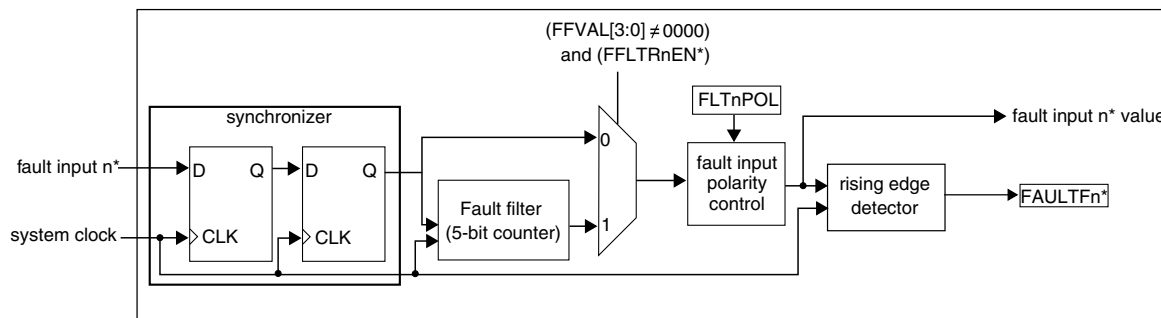 (FFVAL[3:0] ≠ 0000)
and (FFLTRnEN*)
FLTnPOL
synchronizer
fault input n* value
0
fault input n*
D Q
D Q
fault input
polarity
control
rising edge
detector
FAULTFn*
Fault filter
(5-bit counter)
1
system clock
CLK
CLK